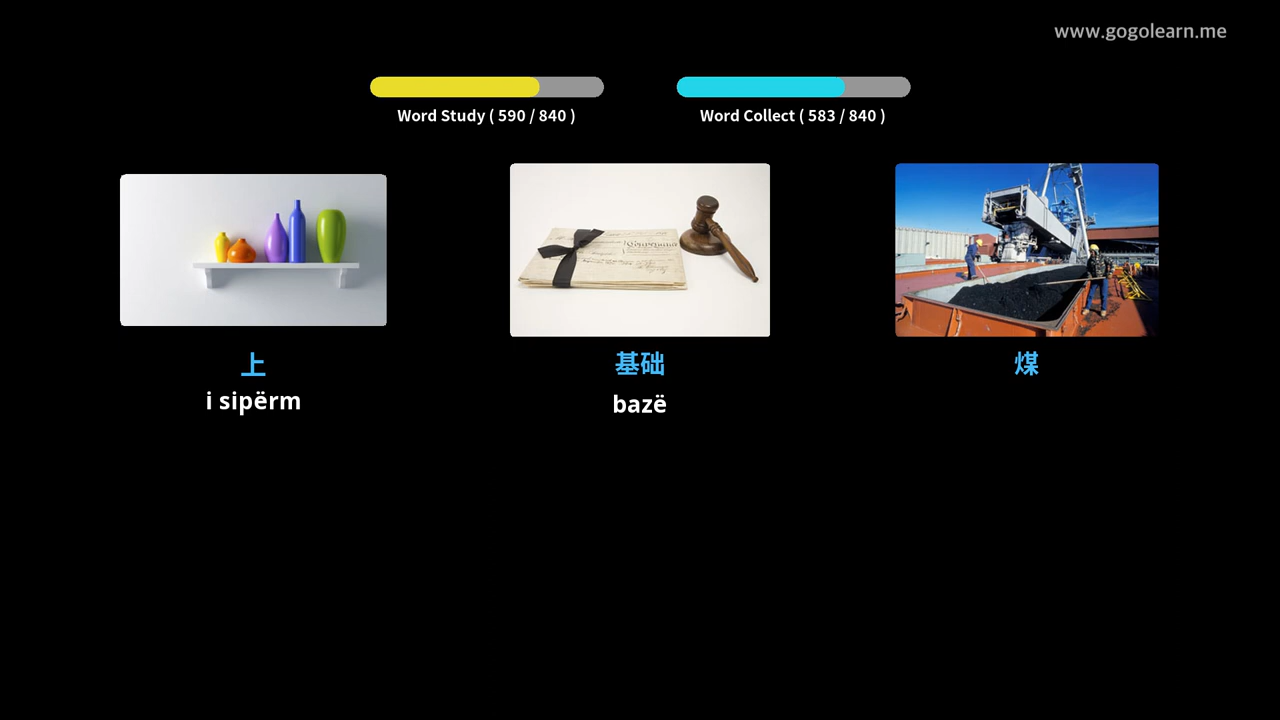 www.gogolearn.me
Word Study ( 590 / 840 )
Word Collect ( 583 / 840 )
上
i sipërm
基础
bazë
煤